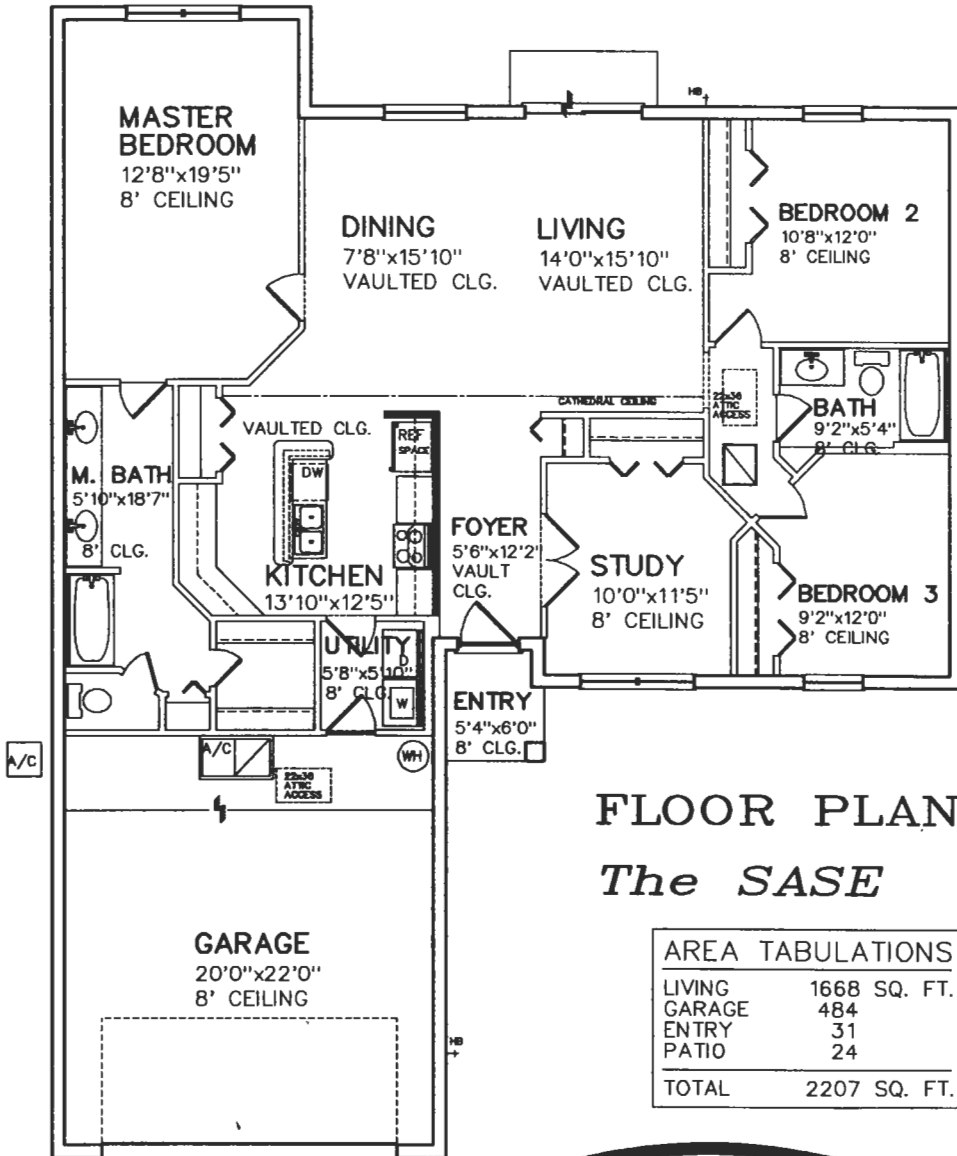 MASTER
BEDROOM
12'8"x19'5"
8' CEILING
DINING
7'8"x15'10"
VAULTED CLG.
LIVING
14'0"x15'10"
VAULTED CLG.
HB
BEDROOM 2
10'8"x12'0"
8' CEILING
CATHEDRAL CEILING
22x36
ATTIC
ACCESS
BATH
9'2"x5'4"
8' CLG.
M. BATH
5'10"x18'7"
8' CLG.
VAULTED CLG.
REF
SPACE
DW
KITCHEN
13'10"x12'5"
FOYER
5'6"x12'2"
VAULT
CLG.
STUDY
10'0"x11'5"
8' CEILING
BEDROOM 3
9'2"x12'0"
8' CEILING
UTILITY
5'8"x5'10"
8' CLG.
D
W
ENTRY
5'4"x6'0"
8' CLG.
A/C
A/C
WH
22x36
ATTIC
ACCESS
GARAGE
20'0"x22'0"
8' CEILING
HB
FLOOR PLAN
The SASE
AREA TABULATIONS
LIVING 1668 SQ. FT.
GARAGE 484
ENTRY 31
PATIO 24
TOTAL 2207 SQ. FT.